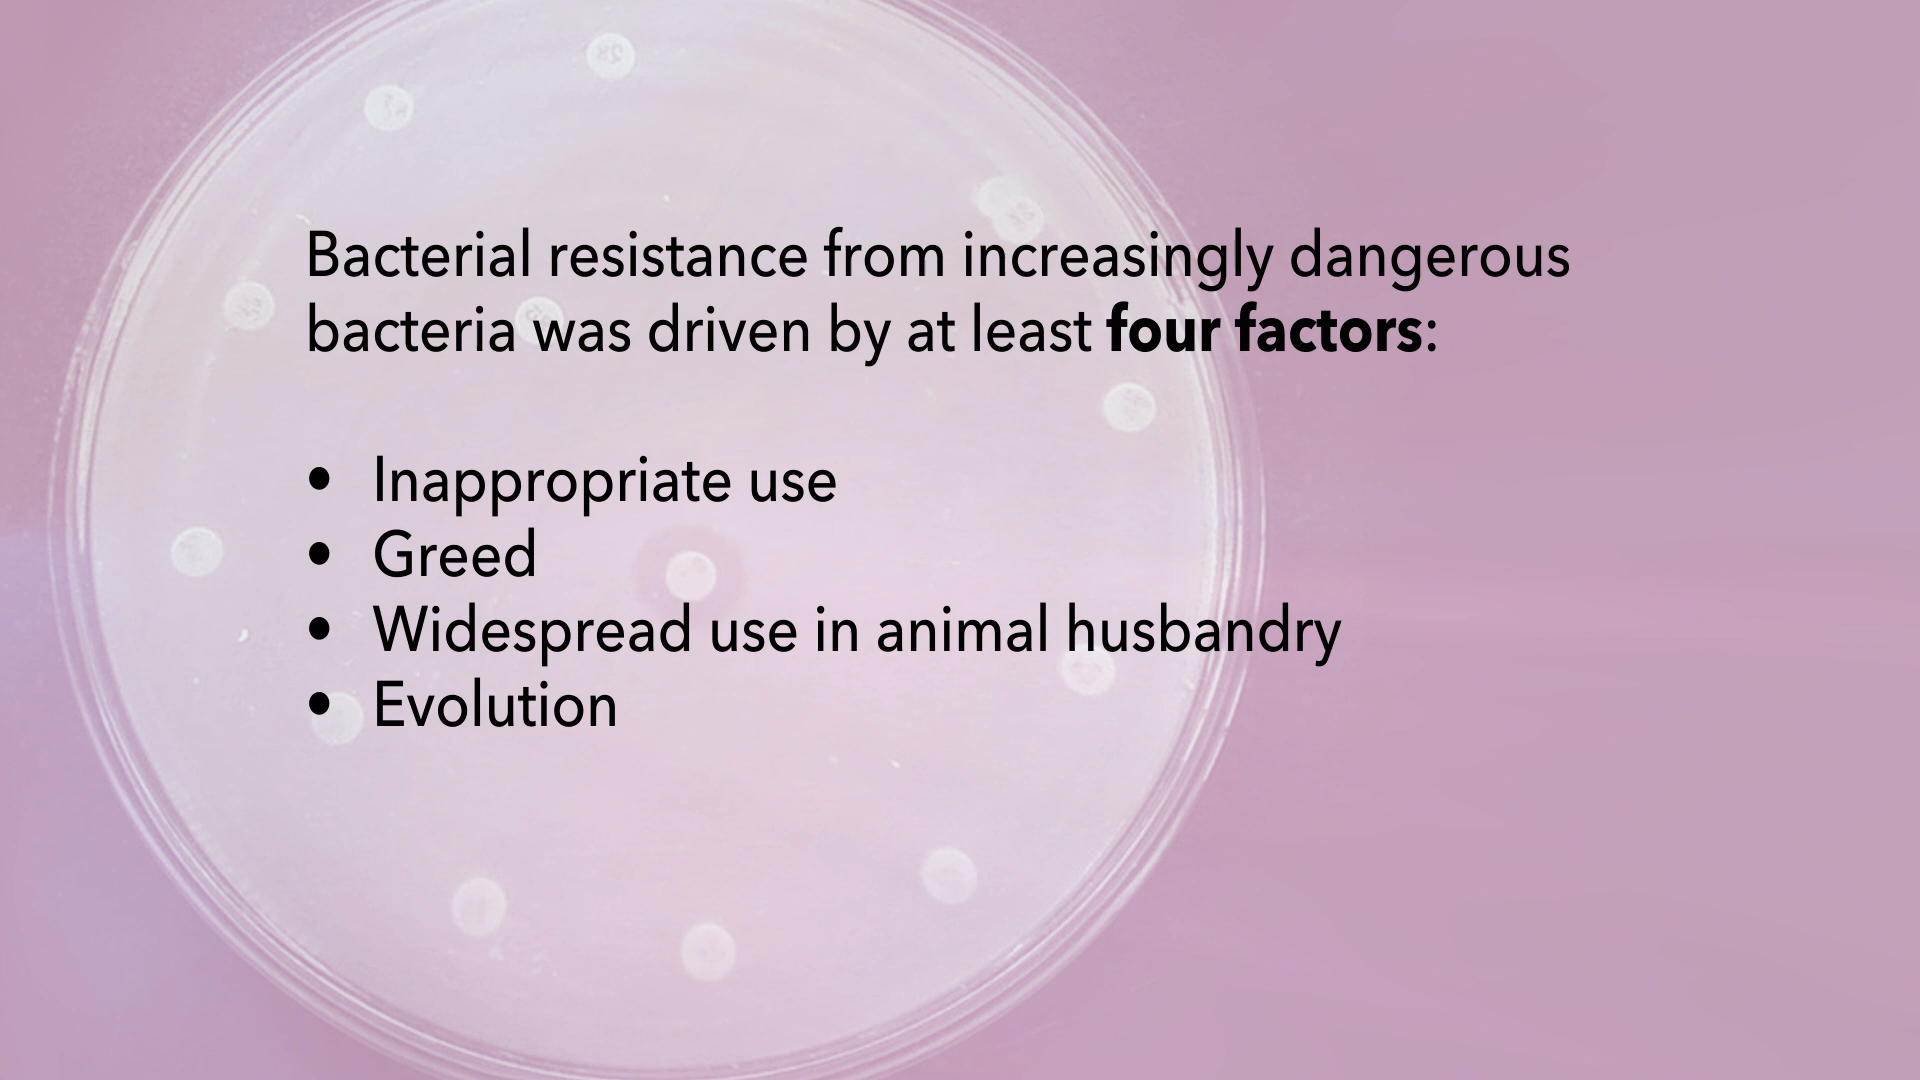 Bacterial resistance from increasingly dangerous
bacteria was driven by at least four factors:
• Inappropriate use
• Greed
• Widespread use in animal husbandry
• Evolution